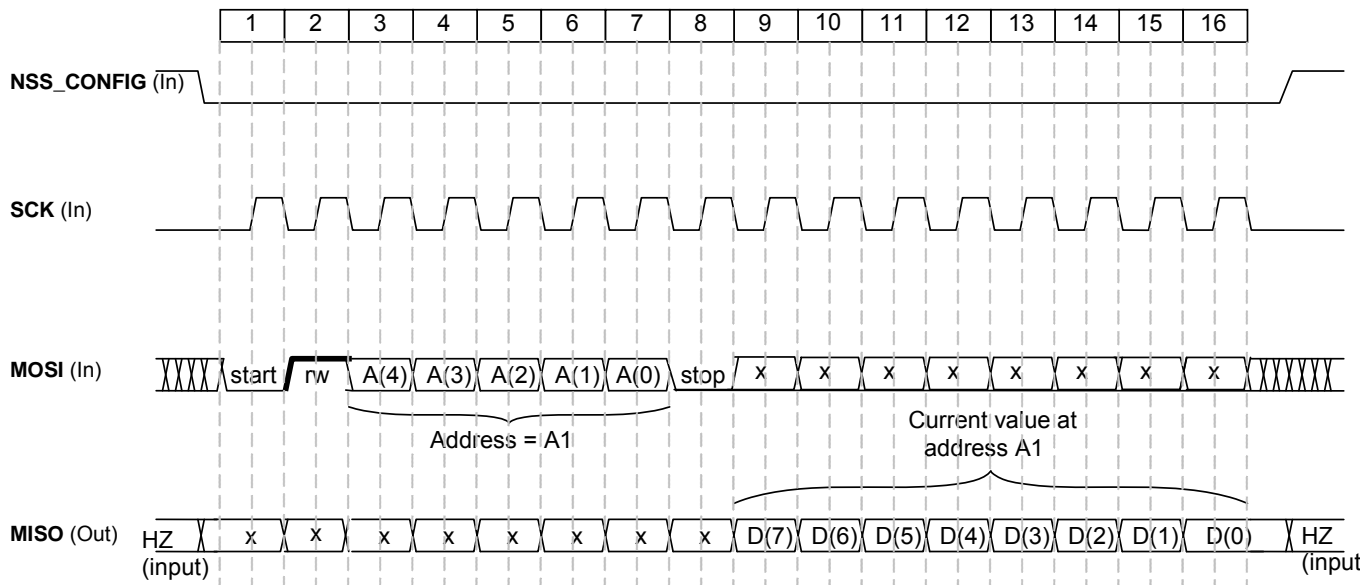 1 2 3 4 5 6 7 8 9 10 11 12 13 14 15 16
NSS_CONFIG (In)
SCK (In)
MOSI (In) start rw A(4) A(3) A(2) A(1) A(0) stop x x x x x x x x
Address = A1
Current value at
address A1
MISO (Out) HZ x x x x x x x x D(7) D(6) D(5) D(4) D(3) D(2) D(1) D(0) HZ
(input) (input